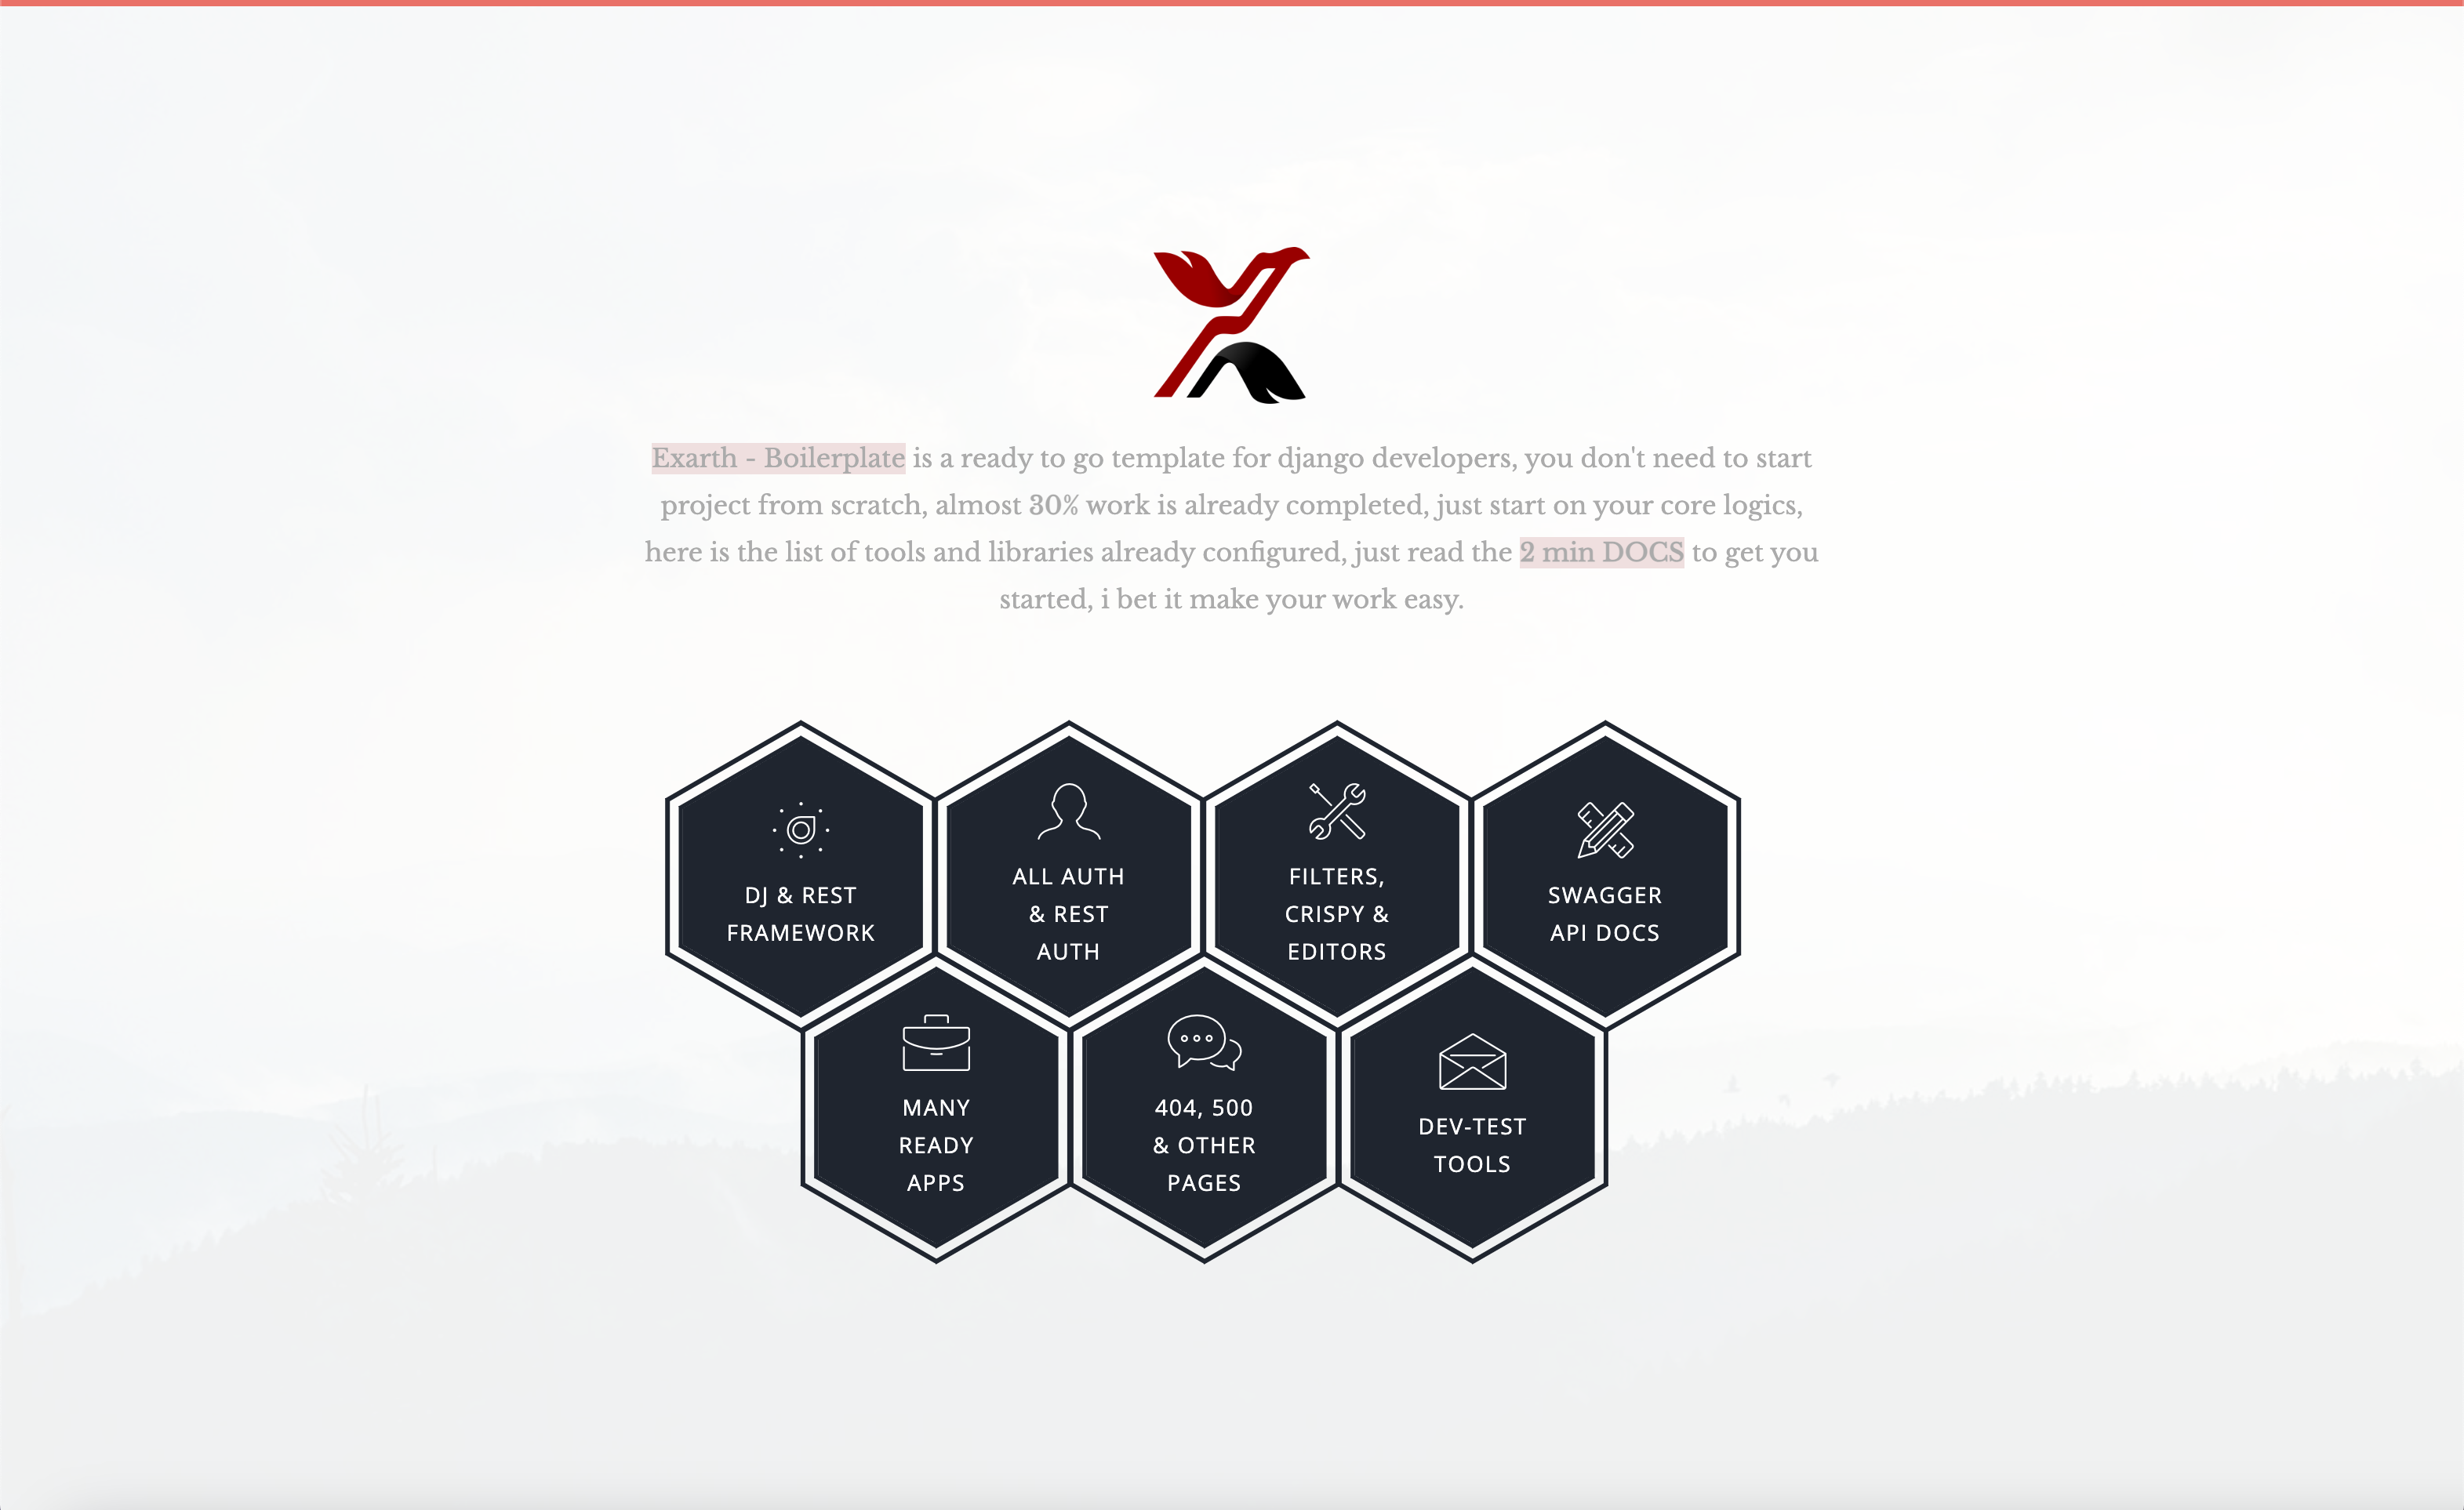 Exarth - Boilerplate is a ready to go template for django developers, you don't need to start
project from scratch, almost 30% work is already completed, just start on your core logics,
here is the list of tools and libraries already configured, just read the 2 min DOCS to get you
started, i bet it make your work easy.
DJ & REST
FRAMEWORK
ALL AUTH
& REST
AUTH
FILTERS,
CRISPY &
EDITORS
SWAGGER
API DOCS
MANY
READY
APPS
404, 500
& OTHER
PAGES
DEV-TEST
TOOLS